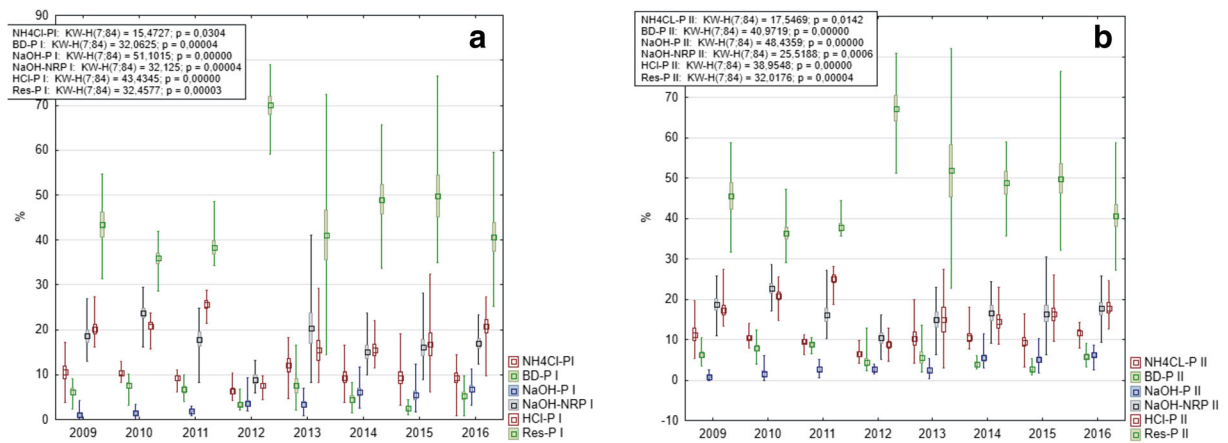 NH4Cl-PI: KW-H(7;84) = 15,4727; p = 0,0304
BD-P I: KW-H(7;84) = 32,0625; p = 0,00004
NaOH-P I: KW-H(7;84) = 51,1015; p = 0,00000
NaOH-NRP I: KW-H(7;84) = 32,125; p = 0,00004
HCl-P I: KW-H(7;84) = 43,4345; p = 0,00000
Res-P I: KW-H(7;84) = 32,4577; p = 0,00003
a
%
70
60
50
40
30
20
10
0
2009 2010 2011 2012 2013 2014 2015 2016
NH4Cl-PI
BD-P I
NaOH-P I
NaOH-NRP I
HCl-P I
Res-P I
NH4CL-P II: KW-H(7;84) = 17,5469; p = 0,0142
BD-P II: KW-H(7;84) = 40,9719; p = 0,00000
NaOH-P II: KW-H(7;84) = 48,4359; p = 0,00000
NaOH-NRP II: KW-H(7;84) = 25,5188; p = 0,0006
HCl-P II: KW-H(7;84) = 38,9548; p = 0,00000
Res-P II: KW-H(7;84) = 32,0176; p = 0,00004
b
%
70
60
50
40
30
20
10
0
-10
2009 2010 2011 2012 2013 2014 2015 2016
NH4CL-P II
BD-P II
NaOH-P II
NaOH-NRP II
HCl-P II
Res-P II